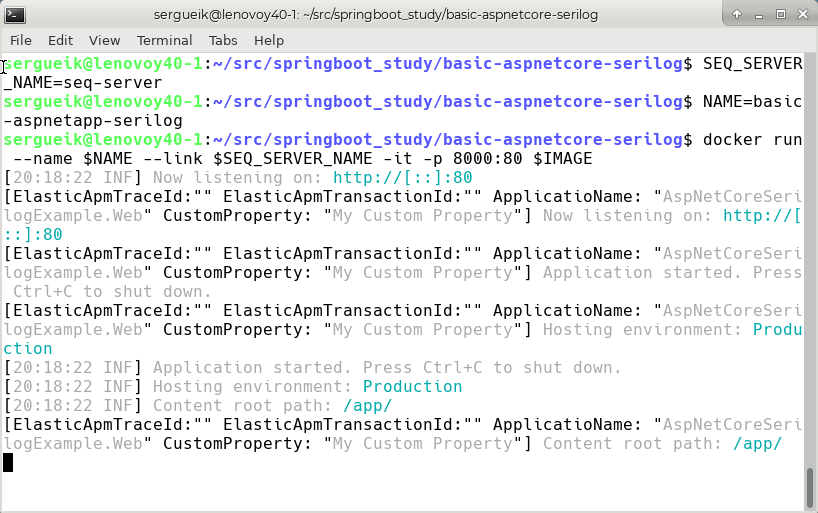 sergueik@lenovoy40-1: ~/src/springboot_study/basic-aspnetcore-serilog
File Edit View Terminal Tabs Help
sergueik@lenovoy40-1:~/src/springboot_study/basic-aspnetcore-serilog$ SEQ_SERVER
_NAME=seq-server
sergueik@lenovoy40-1:~/src/springboot_study/basic-aspnetcore-serilog$ NAME=basic
-aspnetapp-serilog
sergueik@lenovoy40-1:~/src/springboot_study/basic-aspnetcore-serilog$ docker run
 --name $NAME --link $SEQ_SERVER_NAME -it -p 8000:80 $IMAGE
[20:18:22 INF] Now listening on: http://[::]:80
[ElasticApmTraceId:"" ElasticApmTransactionId:"" ApplicatioName: "AspNetCoreSeri
logExample.Web" CustomProperty: "My Custom Property"] Now listening on: http://[
::]:80
[ElasticApmTraceId:"" ElasticApmTransactionId:"" ApplicatioName: "AspNetCoreSeri
logExample.Web" CustomProperty: "My Custom Property"] Application started. Press
 Ctrl+C to shut down.
[ElasticApmTraceId:"" ElasticApmTransactionId:"" ApplicatioName: "AspNetCoreSeri
logExample.Web" CustomProperty: "My Custom Property"] Hosting environment: Produ
ction
[20:18:22 INF] Application started. Press Ctrl+C to shut down.
[20:18:22 INF] Hosting environment: Production
[20:18:22 INF] Content root path: /app/
[ElasticApmTraceId:"" ElasticApmTransactionId:"" ApplicatioName: "AspNetCoreSeri
logExample.Web" CustomProperty: "My Custom Property"] Content root path: /app/